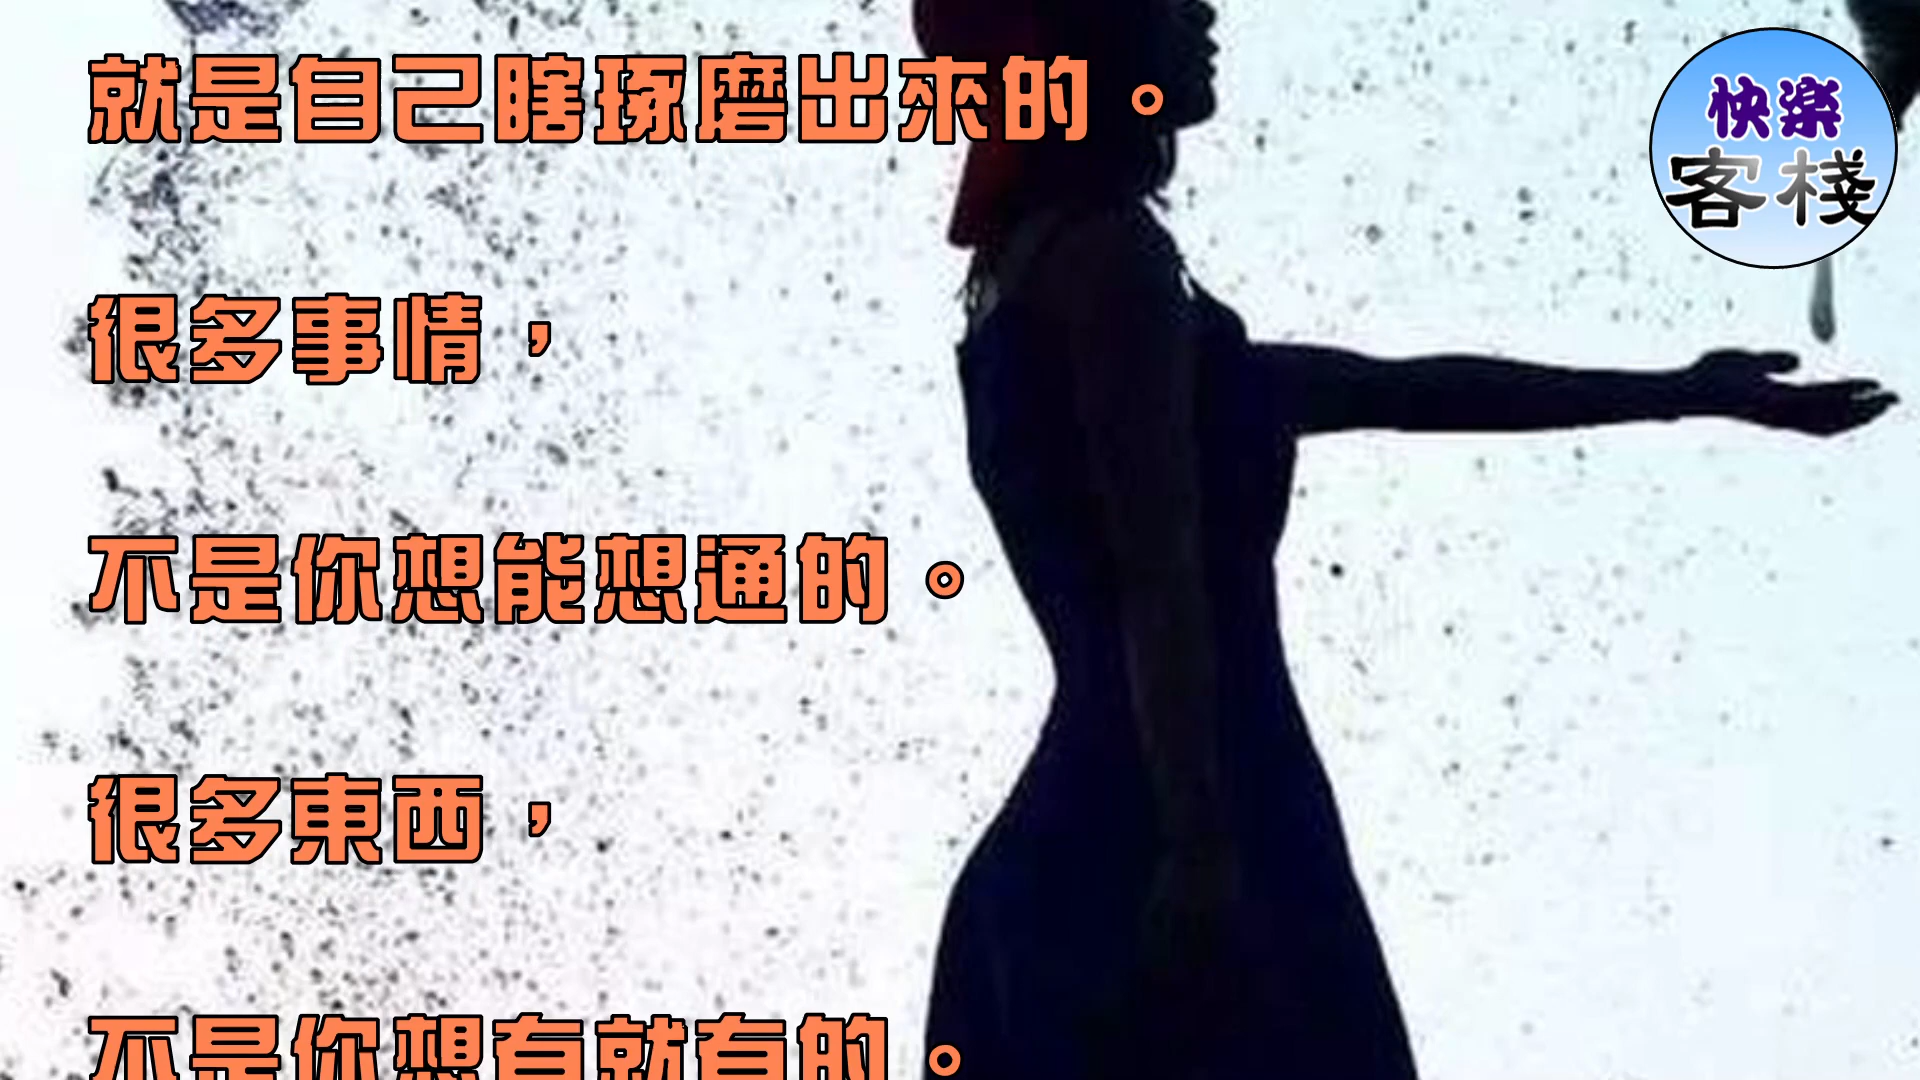 就是自己瞎琢磨出來的。
很多事情，
不是你想能想通的。
很多東西，
不是你想有就有的。
快樂
客栈